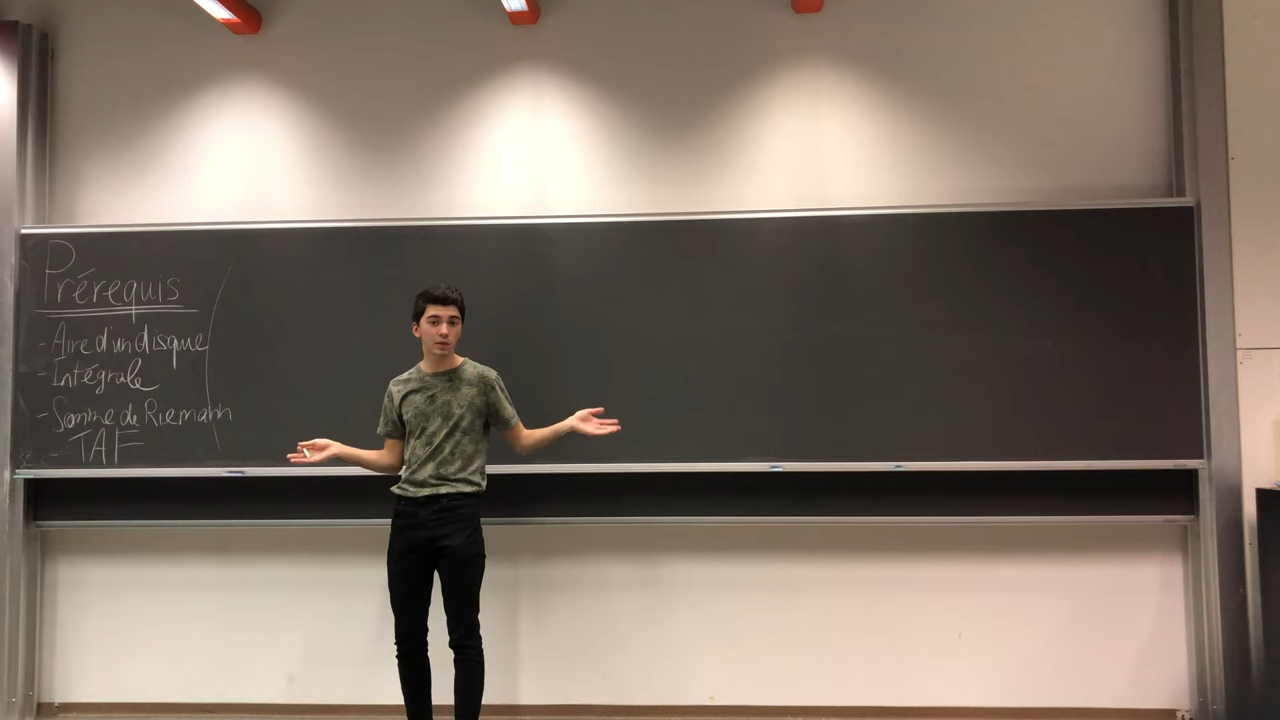 Prérequis
- Aire d'un disque
- Intégrale
- Somme de Riemann
- TAF